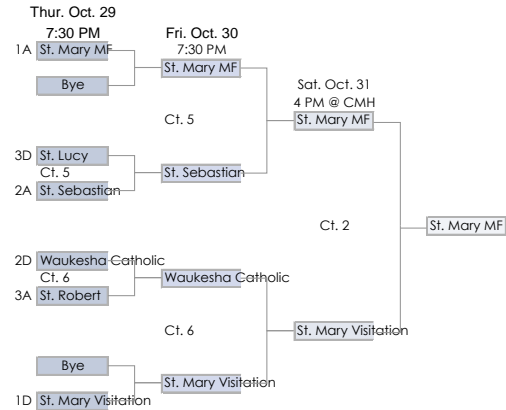 Thur. Oct. 29
7:30 PM
Fri. Oct. 30
7:30 PM
1A St. Mary MF
St. Mary MF
Bye
Sat. Oct. 31
4 PM @ CMH
St. Mary MF
Ct. 5
3D St. Lucy
Ct. 5
St. Sebastian
2A St. Sebastian
Ct. 2
St. Mary MF
2D Waukesha Catholic
Ct. 6
Waukesha Catholic
3A St. Robert
Ct. 6
St. Mary Visitation
Bye
St. Mary Visitation
1D St. Mary Visitation